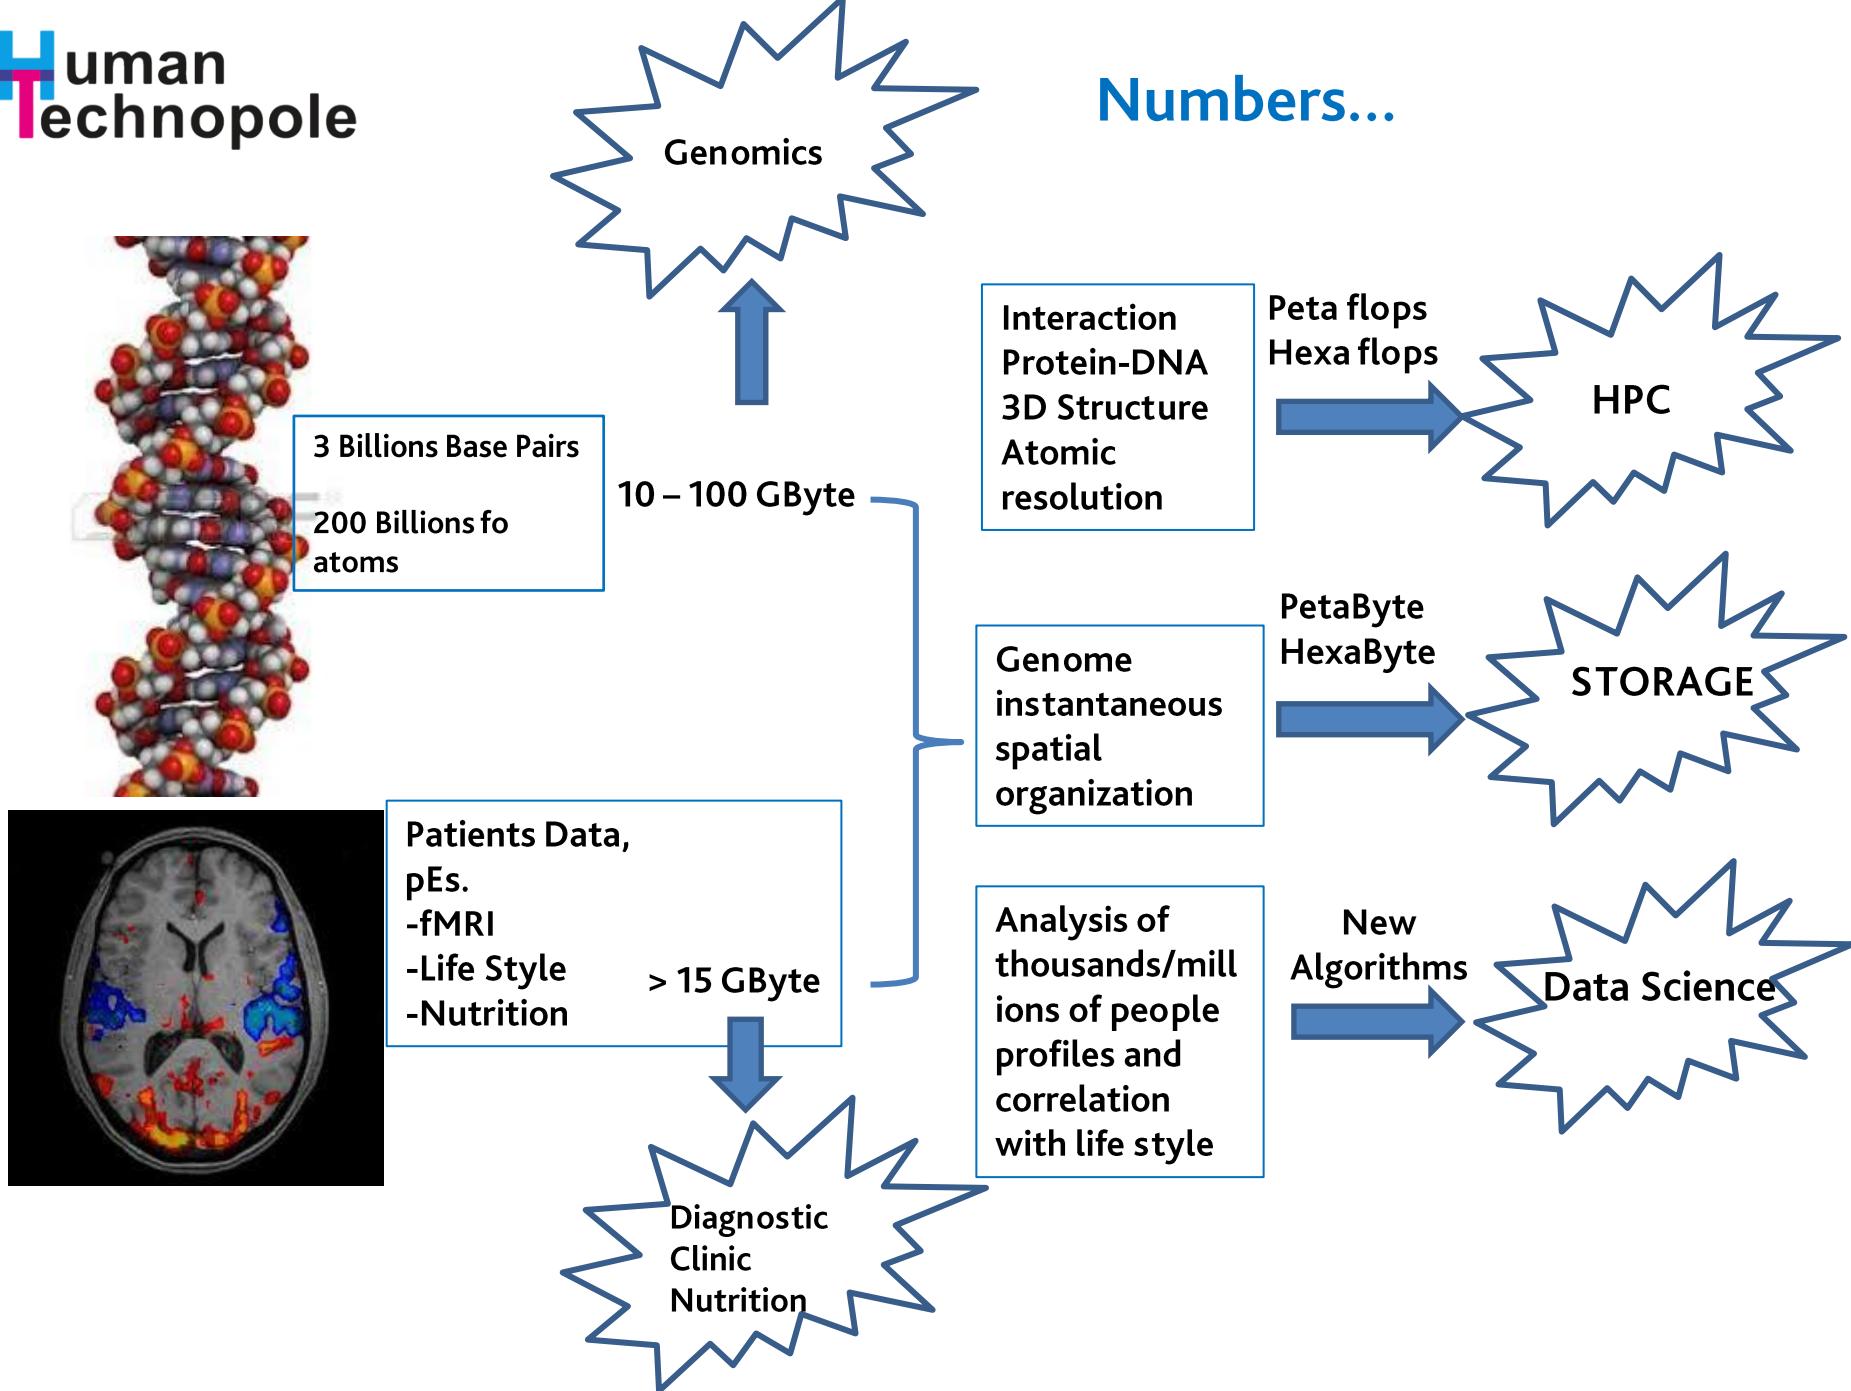 Human
Technopole
Numbers...
Genomics
3 Billions Base Pairs
200 Billions fo
atoms
10 – 100 GByte
Interaction
Protein-DNA
3D Structure
Atomic
resolution
Peta flops
Hexa flops
HPC
Genome
instantaneous
spatial
organization
PetaByte
HexaByte
STORAGE
Patients Data,
pEs.
-fMRI
-Life Style
-Nutrition
> 15 GByte
Analysis of
thousands/mill
ions of people
profiles and
correlation
with life style
New
Algorithms
Data Science
Diagnostic
Clinic
Nutrition